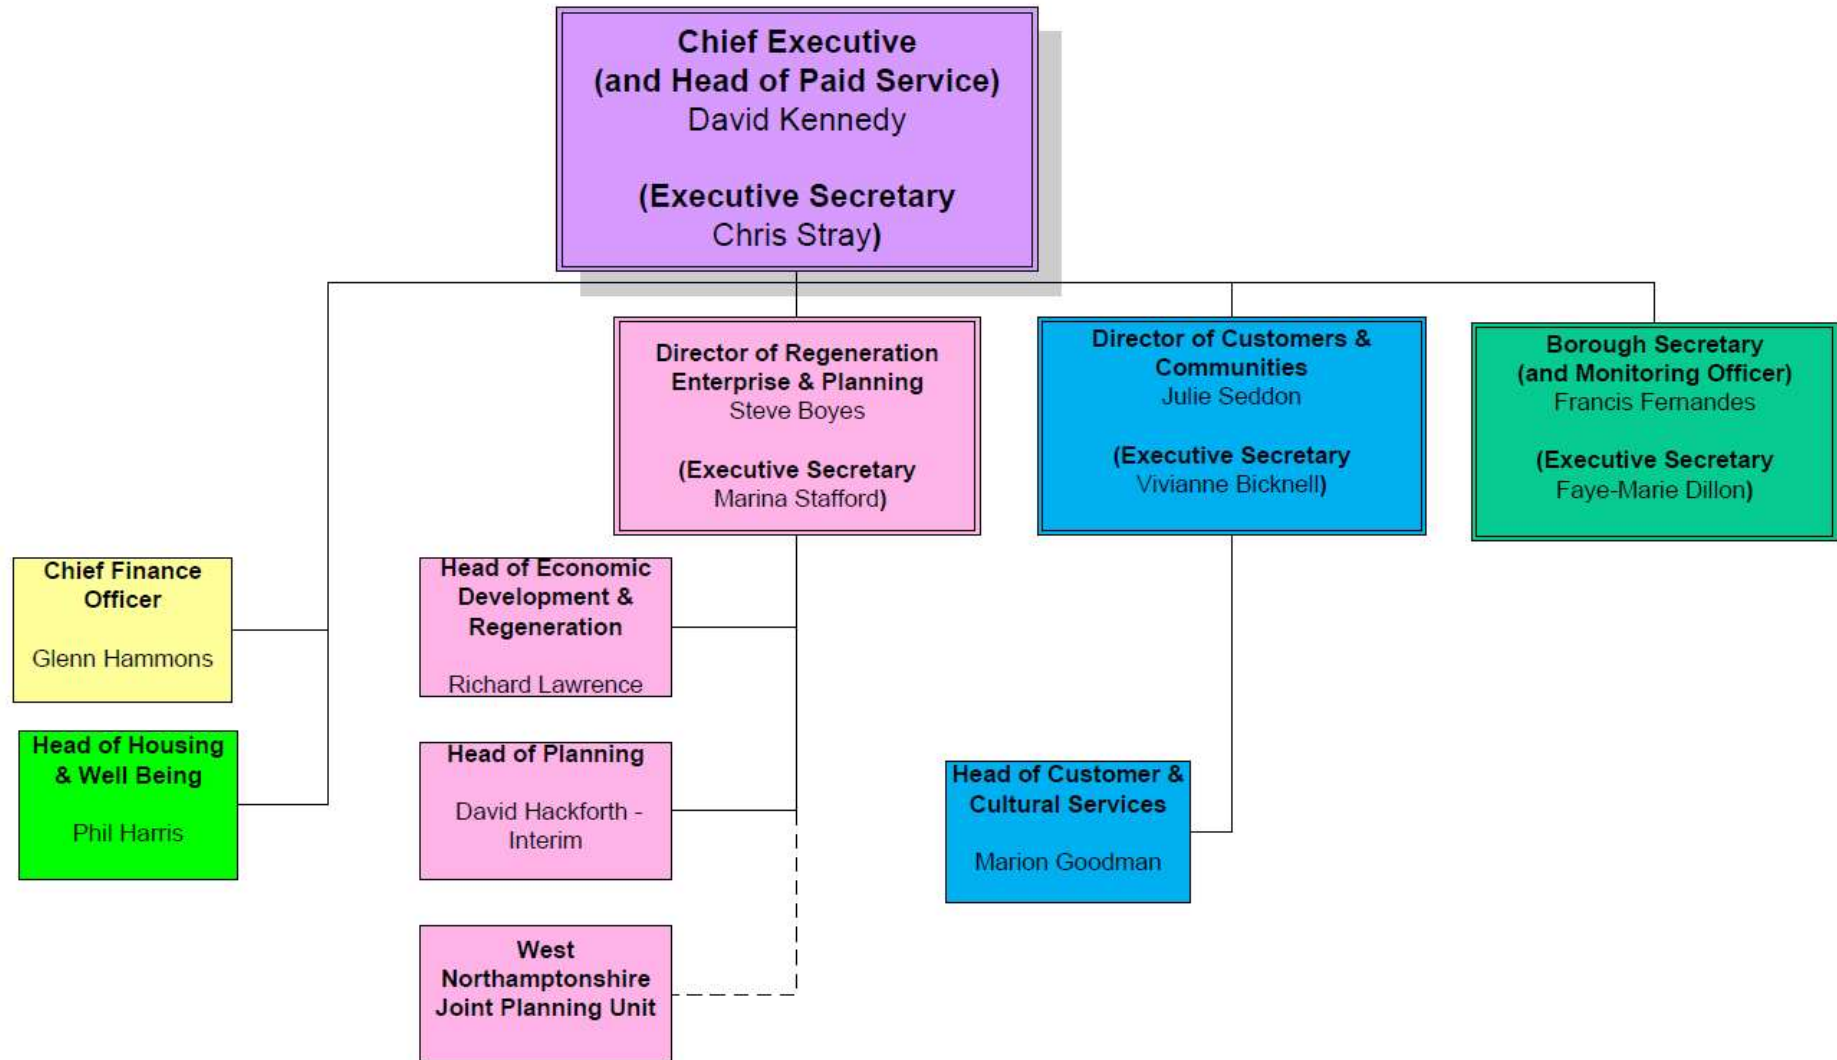 Chief Executive
(and Head of Paid Service)
David Kennedy
(Executive Secretary
Chris Stray)
Director of Regeneration
Enterprise & Planning
Steve Boyes
(Executive Secretary
Marina Stafford)
Director of Customers &
Communities
Julie Seddon
(Executive Secretary
Vivianne Bicknell)
Borough Secretary
(and Monitoring Officer)
Francis Fernandes
(Executive Secretary
Faye-Marie Dillon)
Chief Finance
Officer
Glenn Hammons
Head of Economic
Development &
Regeneration
Richard Lawrence
Head of Housing
& Well Being
Phil Harris
Head of Planning
David Hackforth -
Interim
Head of Customer &
Cultural Services
Marion Goodman
West
Northamptonshire
Joint Planning Unit